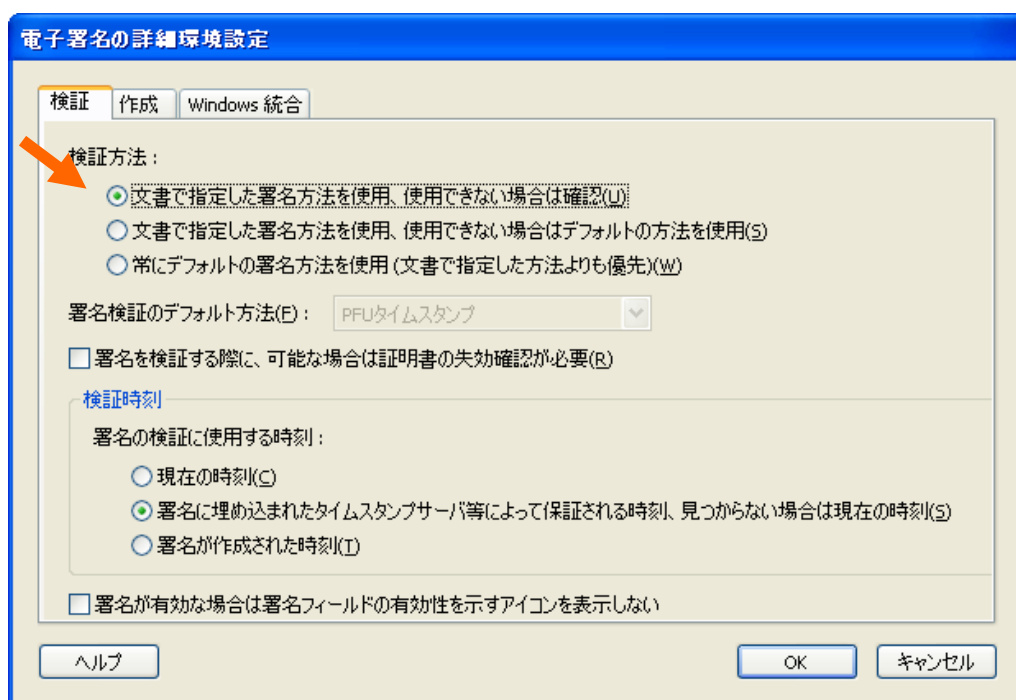 電子署名の詳細環境設定
検証 作成 Windows 統合
検証方法：
文書で指定した署名方法を使用、使用できない場合は確認(U)
文書で指定した署名方法を使用、使用できない場合はデフォルトの方法を使用(S)
常にデフォルトの署名方法を使用(文書で指定した方法よりも優先)(W)
署名検証のデフォルト方法(F)： PFUタイムスタンプ
署名を検証する際に、可能な場合は証明書の失効確認が必要(R)
検証時刻
署名の検証に使用する時刻：
現在の時刻(C)
署名に埋め込まれたタイムスタンプサーバ等によって保証される時刻、見つからない場合は現在の時刻(S)
署名が作成された時刻(T)
署名が有効な場合は署名フィールドの有効性を示すアイコンを表示しない
ヘルプ OK キャンセル